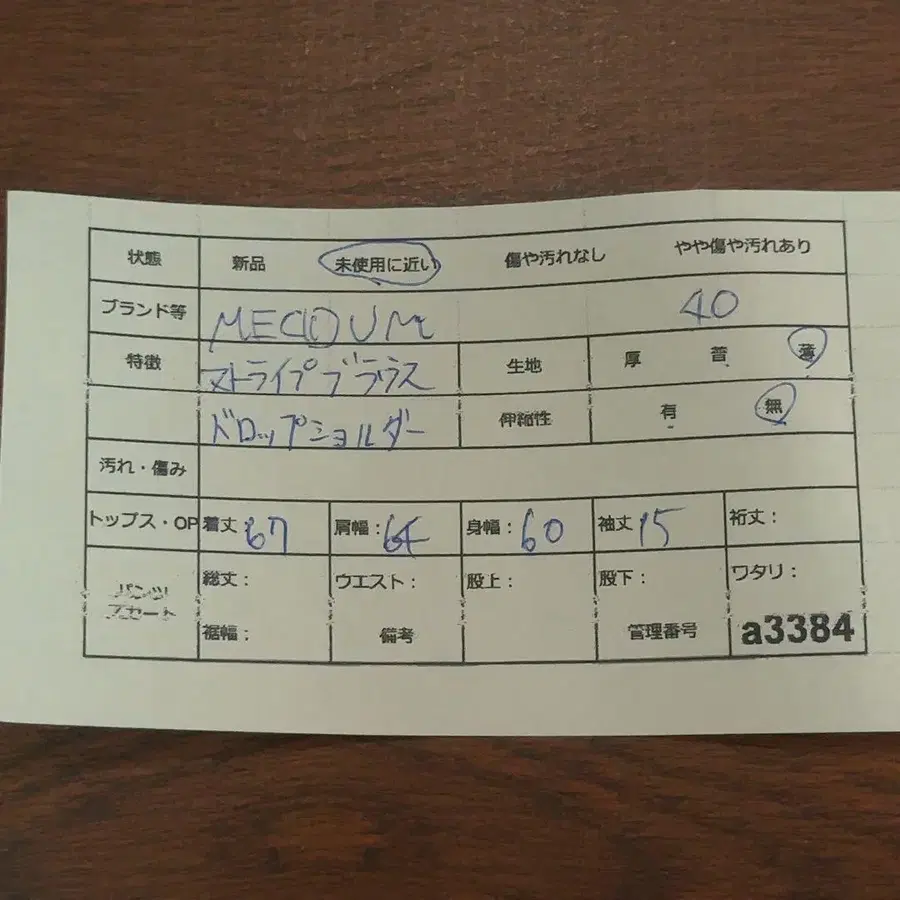 状態 新品 未使用に近い 傷や汚れなし やや傷や汚れあり
ブランド等 40
特徴 ストライプブラウス 生地 厚 普 薄
ドロップショルダー 伸縮性 有 無
汚れ・傷み
トップス・OP 着丈:67 肩幅:64 身幅:60 袖丈:15 裄丈:
パンツ 総丈: ウエスト: 股上: 股下: ワタリ:
スカート 裾幅: 備考 管理番号 a3384